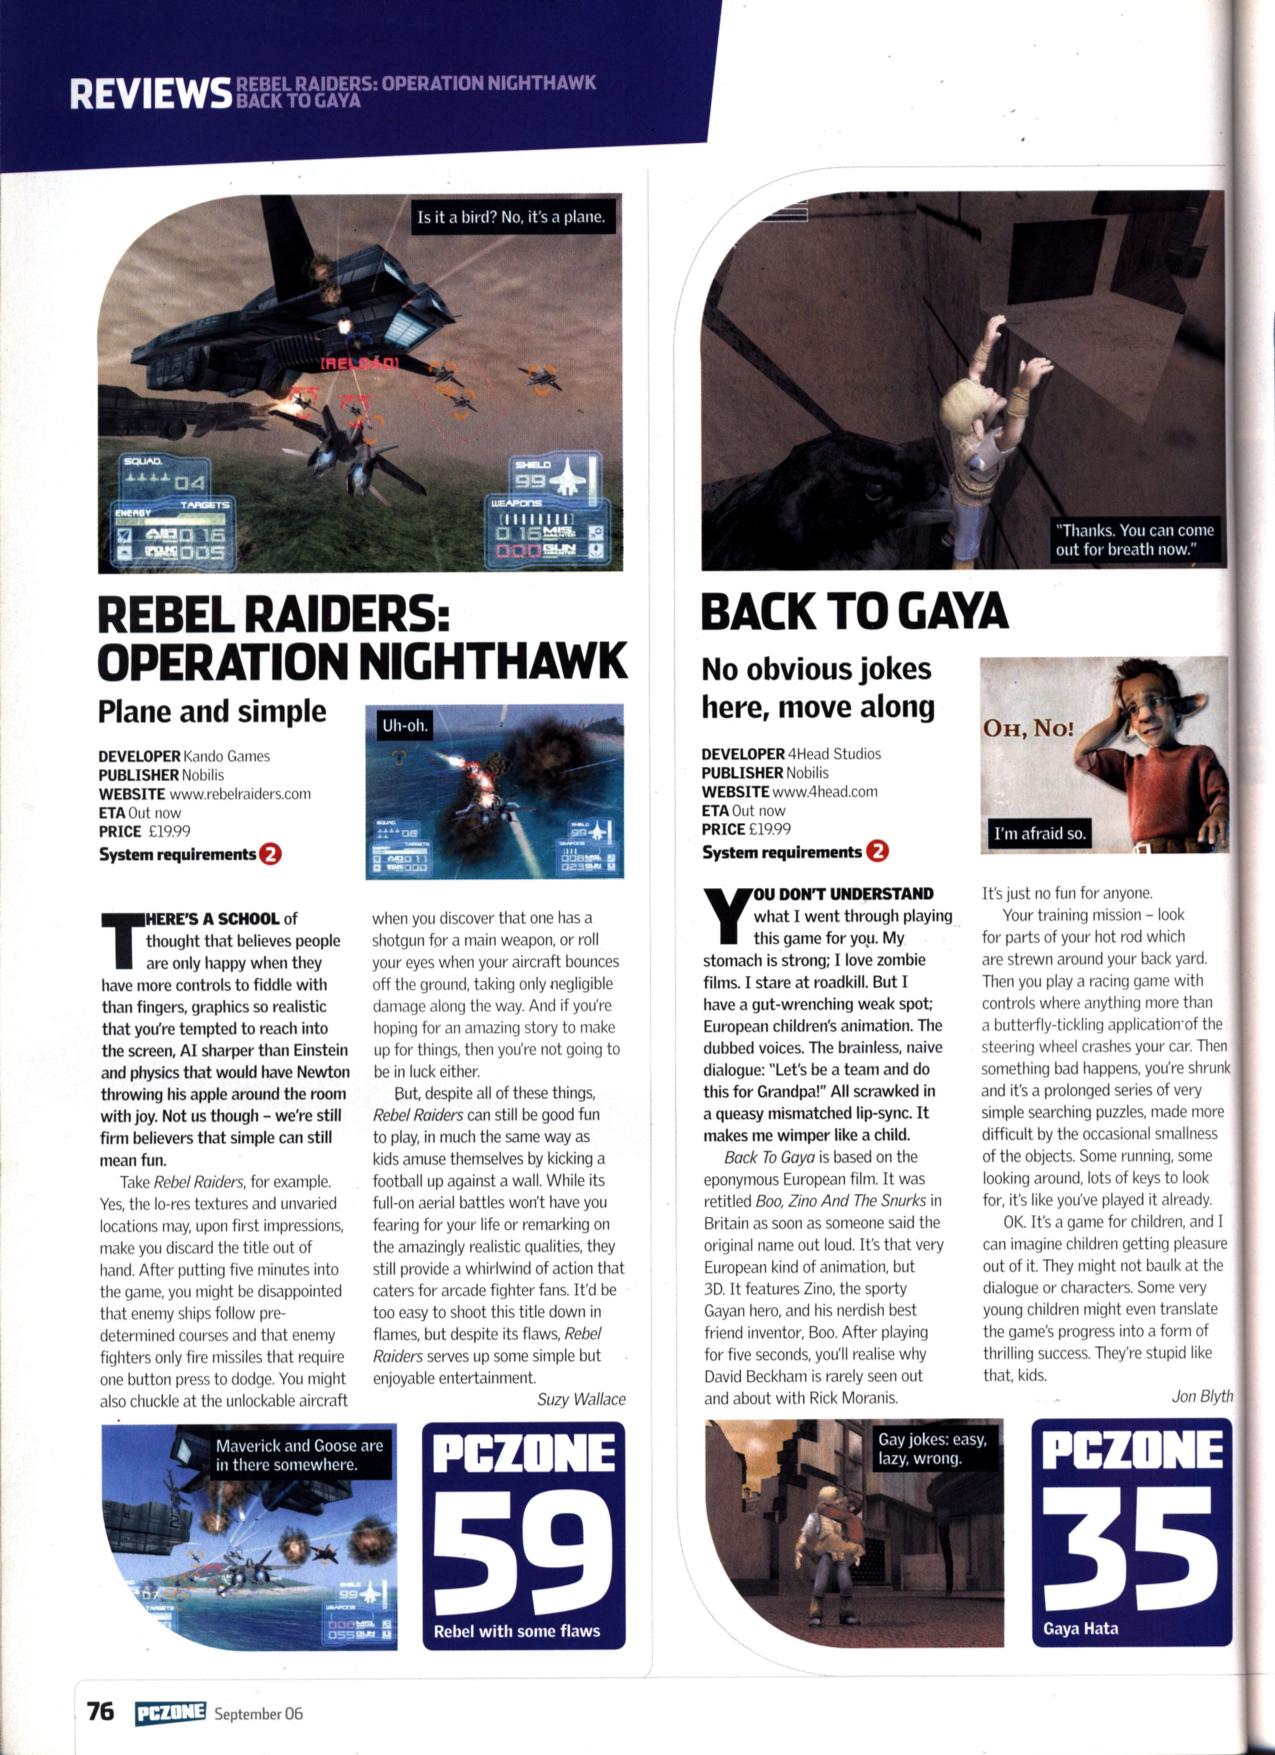 REVIEWS
REBEL RAIDERS: OPERATION NIGHTHAWK
BACK TO GAYA
Is it a bird? No, it's a plane.
[RELOAD]
SQUAD.
04
TARGETS
ENERGY
AIR 016
GROUND 005
SHIELD
99
WEAPONS
016 MIS.
000 GUN
REBEL RAIDERS:
OPERATION NIGHTHAWK
Plane and simple
DEVELOPER Kando Games
PUBLISHER Nobilis
WEBSITE www.rebelraiders.com
ETA Out now
PRICE £19.99
System requirements 2
Uh-oh.
THERE'S A SCHOOL of
thought that believes people
are only happy when they
have more controls to fiddle with
than fingers, graphics so realistic
that you're tempted to reach into
the screen, AI sharper than Einstein
and physics that would have Newton
throwing his apple around the room
with joy. Not us though – we're still
firm believers that simple can still
mean fun.
Take Rebel Raiders, for example.
Yes, the lo-res textures and unvaried
locations may, upon first impressions,
make you discard the title out of
hand. After putting five minutes into
the game, you might be disappointed
that enemy ships follow pre-
determined courses and that enemy
fighters only fire missiles that require
one button press to dodge. You might
also chuckle at the unlockable aircraft
when you discover that one has a
shotgun for a main weapon, or roll
your eyes when your aircraft bounces
off the ground, taking only negligible
damage along the way. And if you're
hoping for an amazing story to make
up for things, then you're not going to
be in luck either.
But, despite all of these things,
Rebel Raiders can still be good fun
to play, in much the same way as
kids amuse themselves by kicking a
football up against a wall. While its
full-on aerial battles won't have you
fearing for your life or remarking on
the amazingly realistic qualities, they
still provide a whirlwind of action that
caters for arcade fighter fans. It'd be
too easy to shoot this title down in
flames, but despite its flaws, Rebel
Raiders serves up some simple but
enjoyable entertainment.
Suzy Wallace
Maverick and Goose are
in there somewhere.
SHIELD
99
WEAPONS
PCZONE
59
Rebel with some flaws
"Thanks. You can come
out for breath now."
BACK TO GAYA
No obvious jokes
here, move along
DEVELOPER 4Head Studios
PUBLISHER Nobilis
WEBSITE www.4head.com
ETA Out now
PRICE £19.99
System requirements 2
OH, NO!
I'm afraid so.
YOU DON'T UNDERSTAND
what I went through playing
this game for you. My
stomach is strong; I love zombie
films. I stare at roadkill. But I
have a gut-wrenching weak spot;
European children's animation. The
dubbed voices. The brainless, naive
dialogue: "Let's be a team and do
this for Grandpa!" All scrawked in
a queasy mismatched lip-sync. It
makes me wimper like a child.
Back To Gaya is based on the
eponymous European film. It was
retitled Boo, Zino And The Snurks in
Britain as soon as someone said the
original name out loud. It's that very
European kind of animation, but
3D. It features Zino, the sporty
Gayan hero, and his nerdish best
friend inventor, Boo. After playing
for five seconds, you'll realise why
David Beckham is rarely seen out
and about with Rick Moranis.
It's just no fun for anyone.
Your training mission – look
for parts of your hot rod which
are strewn around your back yard.
Then you play a racing game with
controls where anything more than
a butterfly-tickling application of the
steering wheel crashes your car. Then
something bad happens, you're shrunk
and it's a prolonged series of very
simple searching puzzles, made more
difficult by the occasional smallness
of the objects. Some running, some
looking around, lots of keys to look
for, it's like you've played it already.
OK. It's a game for children, and I
can imagine children getting pleasure
out of it. They might not baulk at the
dialogue or characters. Some very
young children might even translate
the game's progress into a form of
thrilling success. They're stupid like
that, kids.
Jon Blyth
Gay jokes: easy,
lazy, wrong.
PCZONE
35
Gaya Hata
76 PCZONE September 06